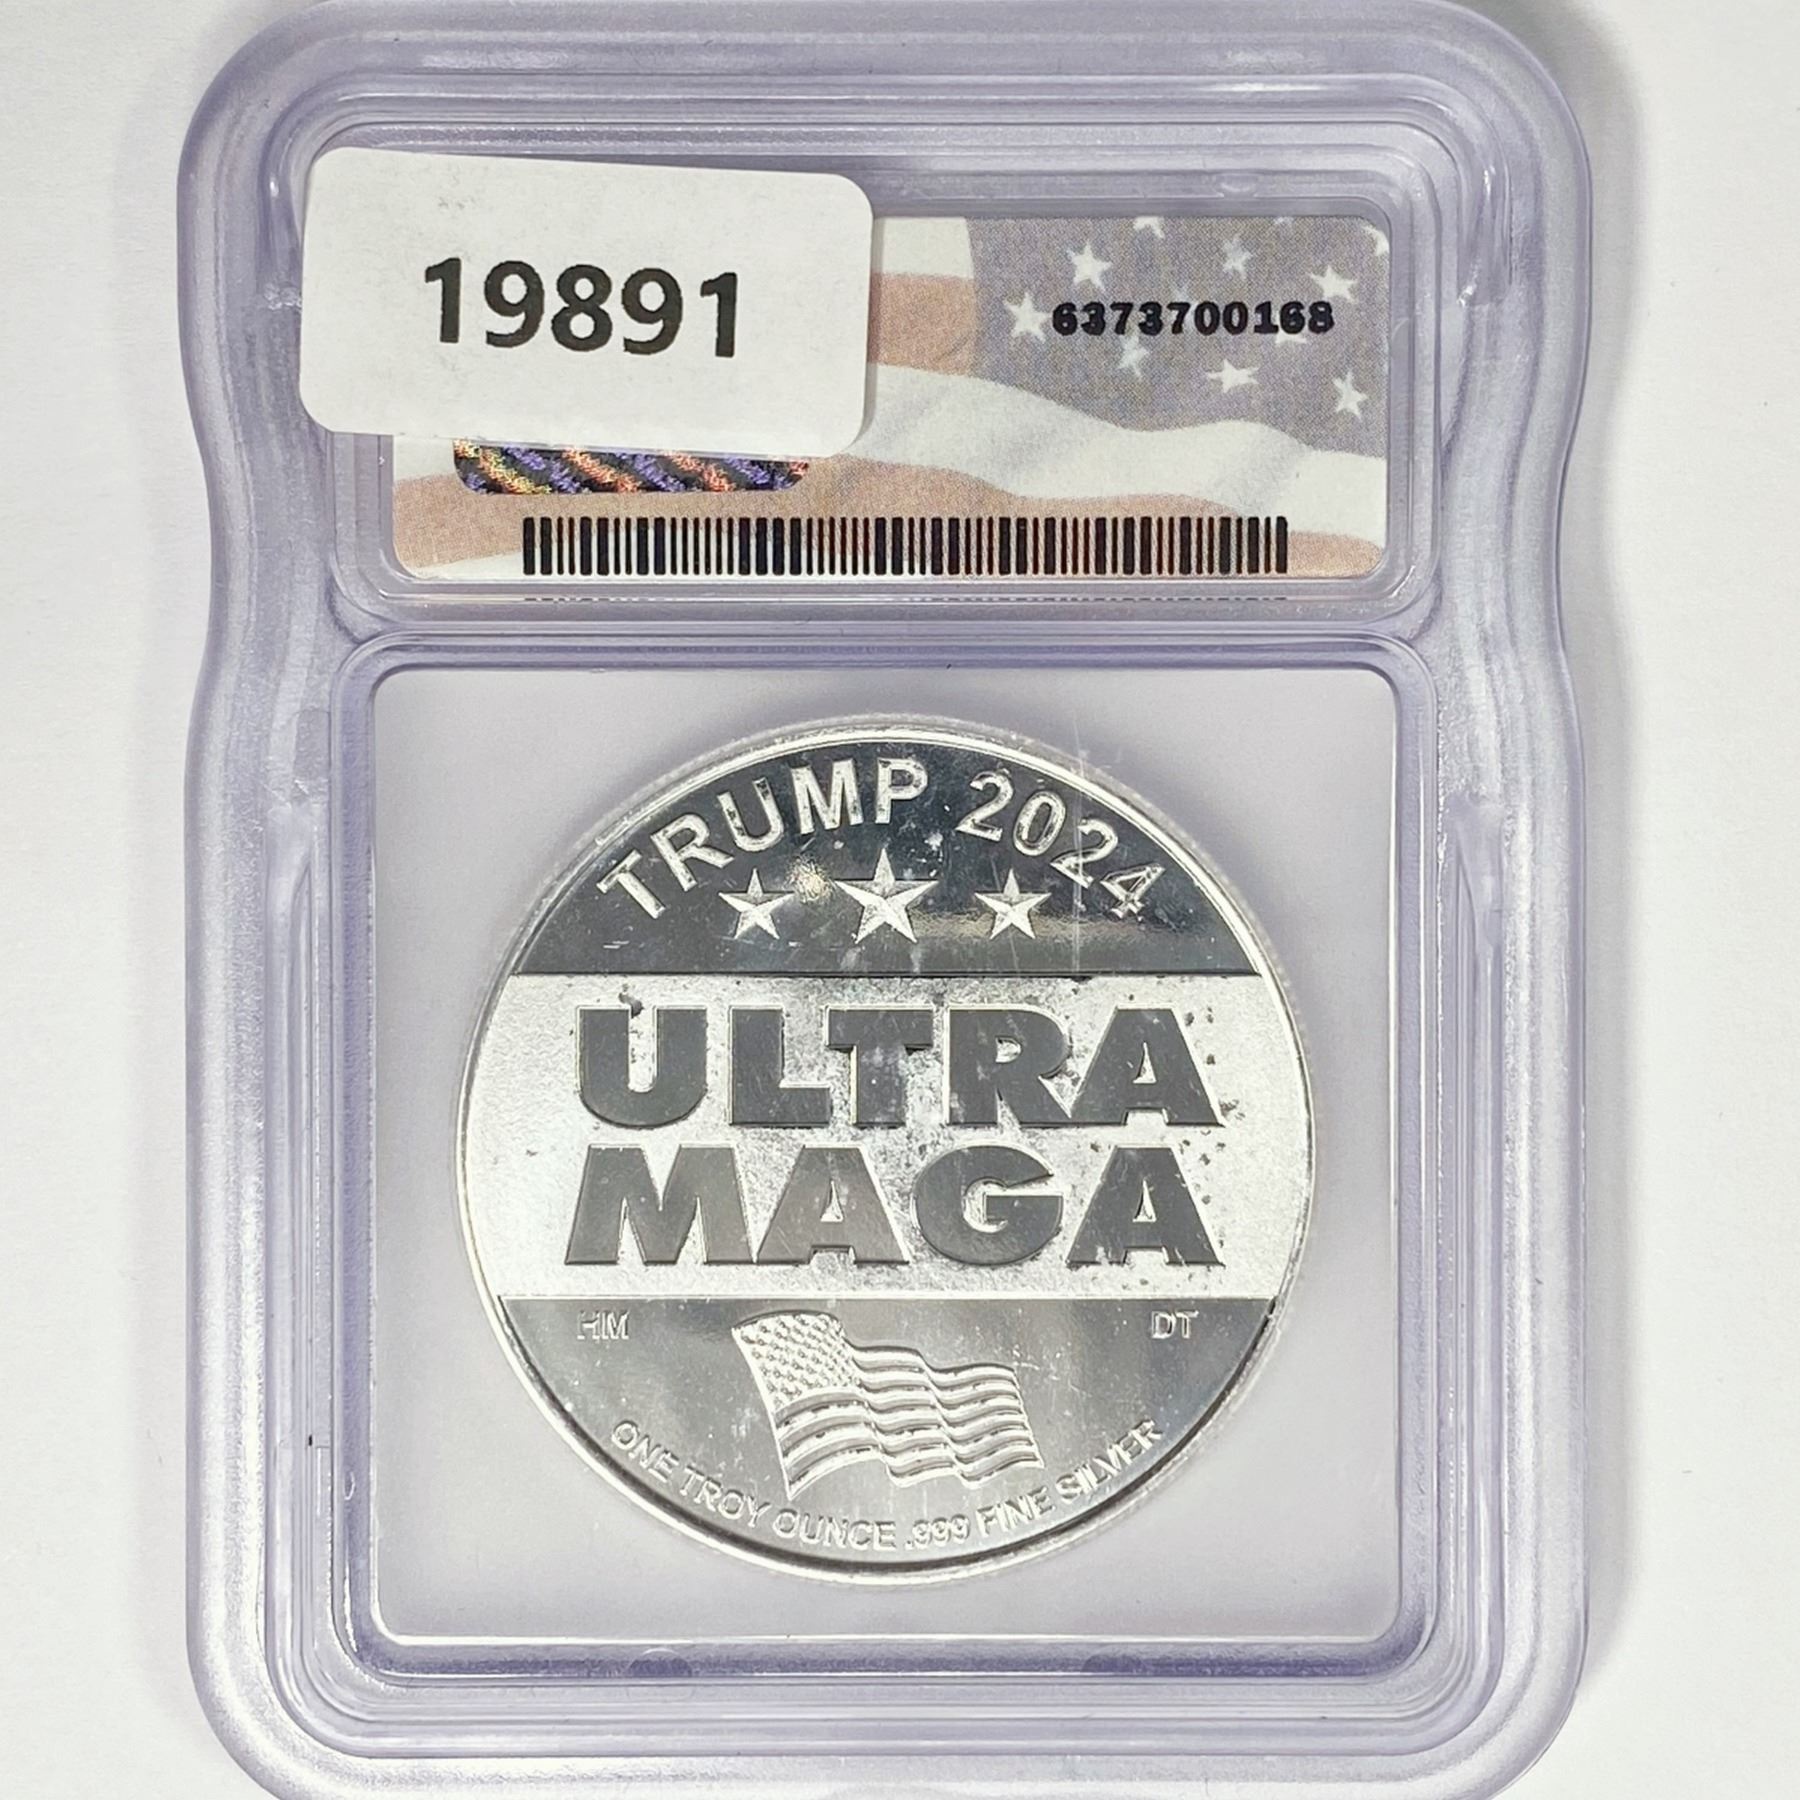 19891
6373700168
TRUMP 2024
ULTRA
MAGA
HM
DT
ONE TROY OUNCE .999 FINE SILVER